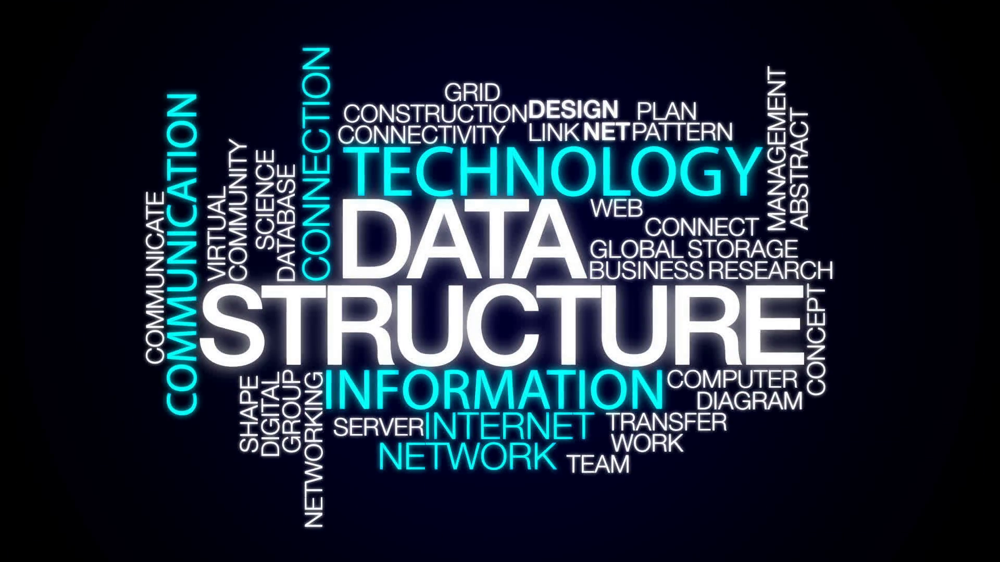 COMMUNICATE
COMMUNICATION
VIRTUAL
COMMUNITY
SCIENCE
DATABASE
CONNECTION
GRID
CONSTRUCTION DESIGN PLAN
CONNECTIVITY LINK NET PATTERN
TECHNOLOGY
MANAGEMENT
ABSTRACT
DATA
WEB
CONNECT
GLOBAL STORAGE
BUSINESS RESEARCH
STRUCTURE
CONCEPT
SHAPE
DIGITAL
GROUP
NETWORKING
INFORMATION
COMPUTER
DIAGRAM
SERVER INTERNET TRANSFER
WORK
NETWORK TEAM